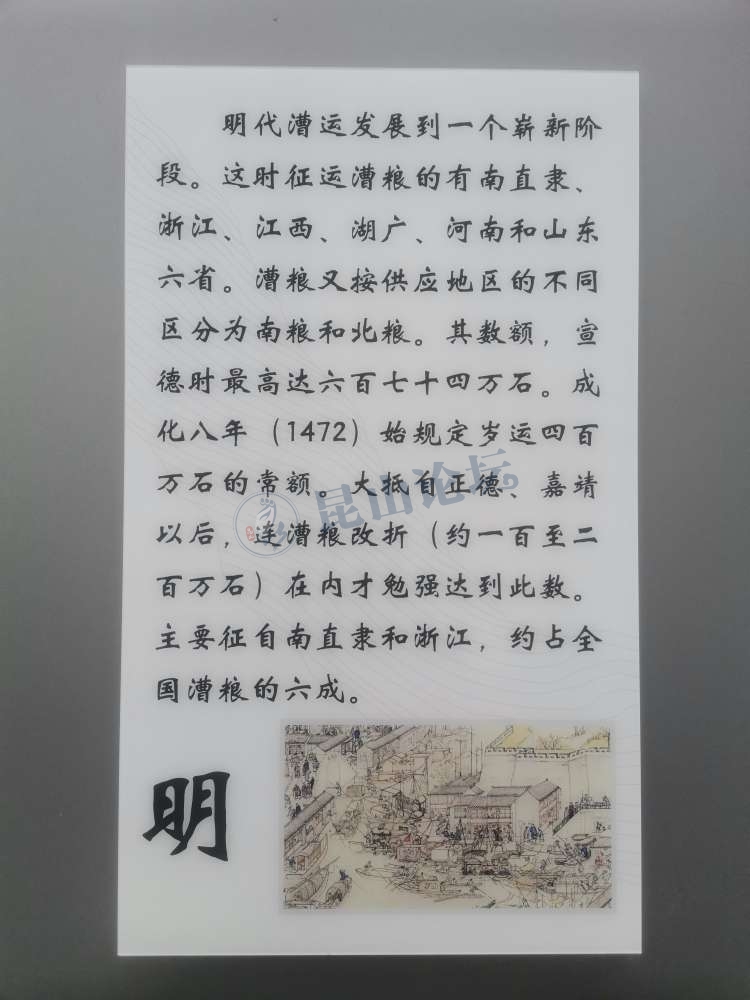 明代漕运发展到一个崭新阶
段。这时征运漕粮的有南直隶、
浙江、江西、湖广、河南和山东
六省。漕粮又按供应地区的不同
区分为南粮和北粮。其数额，宣
德时最高达六百七十四万石。成
化八年（1472）始规定岁运四百
万石的常额。大抵自正德、嘉靖
以后，连漕粮改折（约一百至二
百万石）在内才勉强达到此数。
主要征自南直隶和浙江，约占全
国漕粮的六成。
明
昆山论坛